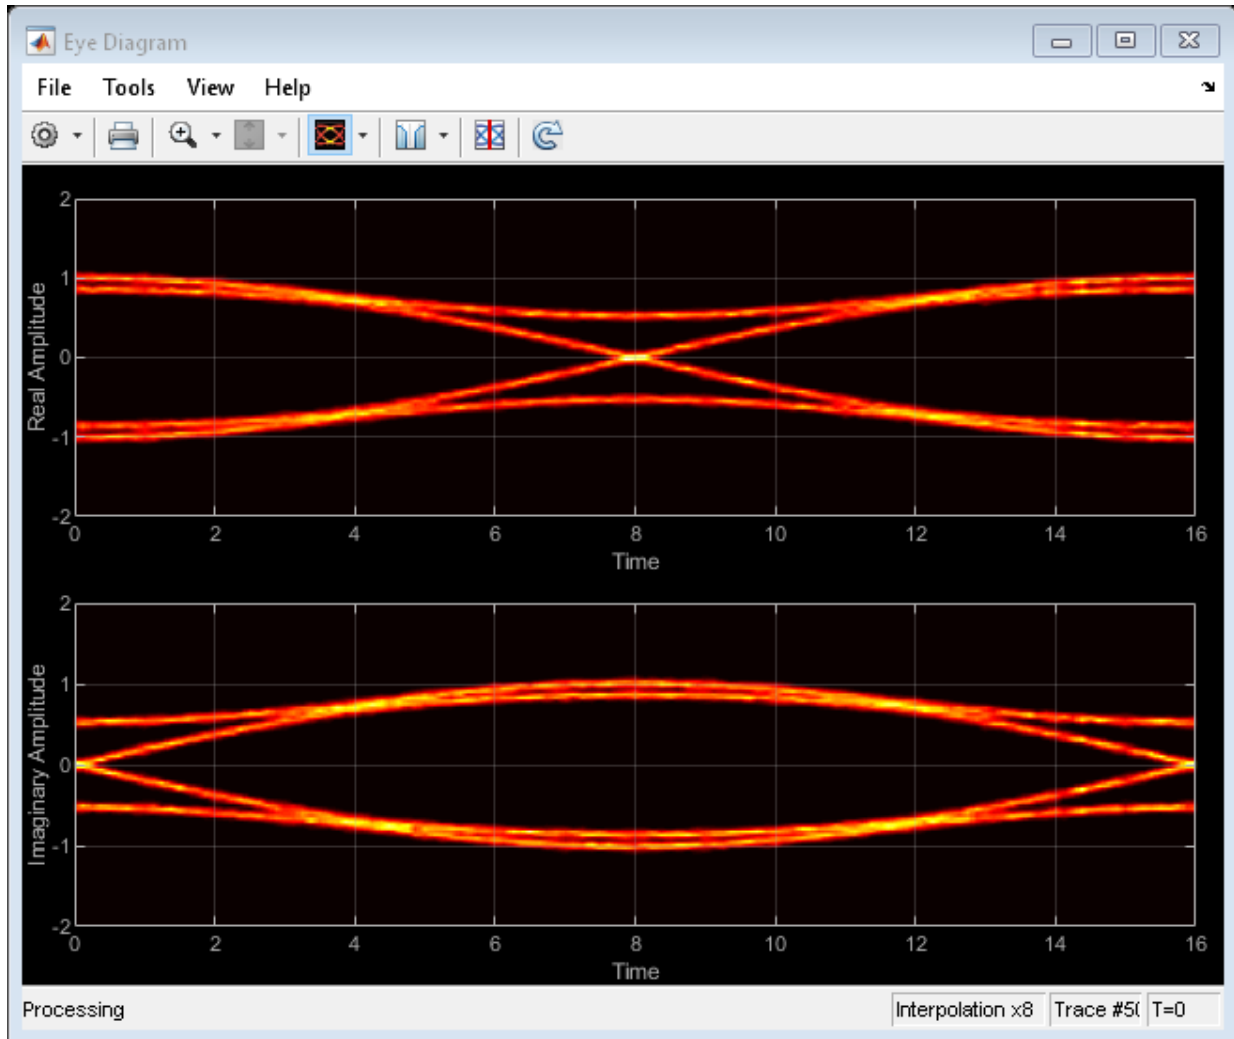 Eye Diagram
File Tools View Help
2
1
0
-1
-2
Real Amplitude
0 2 4 6 8 10 12 14 16
Time
2
1
0
-1
-2
Imaginary Amplitude
0 2 4 6 8 10 12 14 16
Time
Processing Interpolation x8 Trace #50 T=0